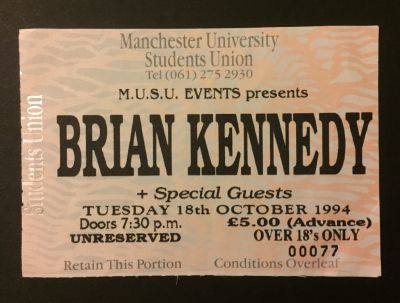 Manchester University
Students Union
Tel (061) 275 2930
M.U.S.U. EVENTS presents
Students Union
BRIAN KENNEDY
+ Special Guests
TUESDAY 18th OCTOBER 1994
Doors 7:30 p.m. £5.00 (Advance)
UNRESERVED OVER 18's ONLY
00077
Retain This Portion Conditions Overleaf